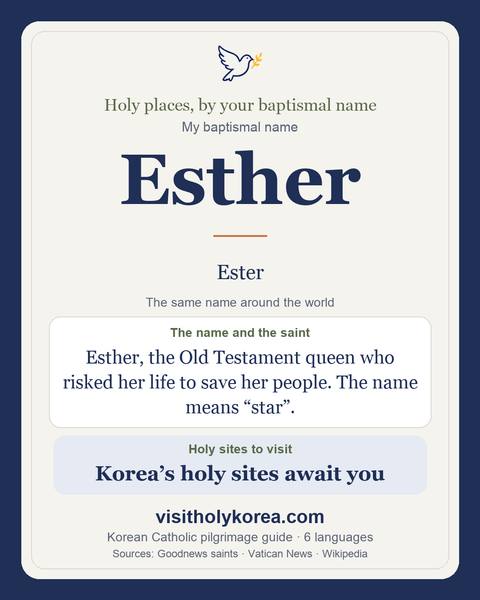 Holy places, by your baptismal name
My baptismal name
Esther
Ester
The same name around the world
The name and the saint
Esther, the Old Testament queen who
risked her life to save her people. The name
means “star”.
Holy sites to visit
Korea’s holy sites await you
visitholykorea.com
Korean Catholic pilgrimage guide · 6 languages
Sources: Goodnews saints · Vatican News · Wikipedia